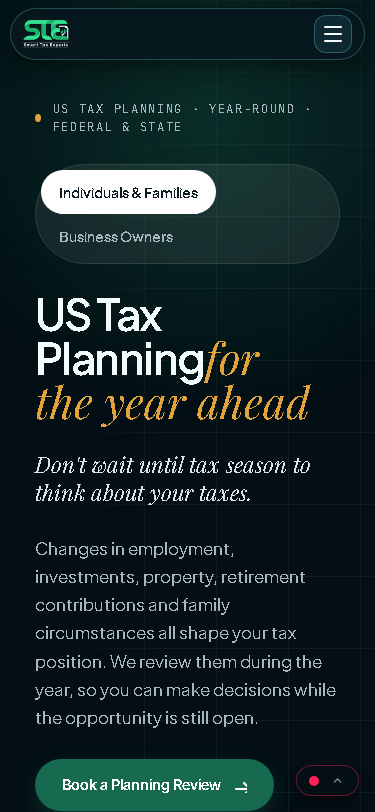 STE
Smart Tax Experts
US TAX PLANNING · YEAR-ROUND ·
FEDERAL & STATE
Individuals & Families
Business Owners
US Tax
Planning for
the year ahead
Don't wait until tax season to
think about your taxes.
Changes in employment,
investments, property, retirement
contributions and family
circumstances all shape your tax
position. We review them during the
year, so you can make decisions while
the opportunity is still open.
Book a Planning Review →